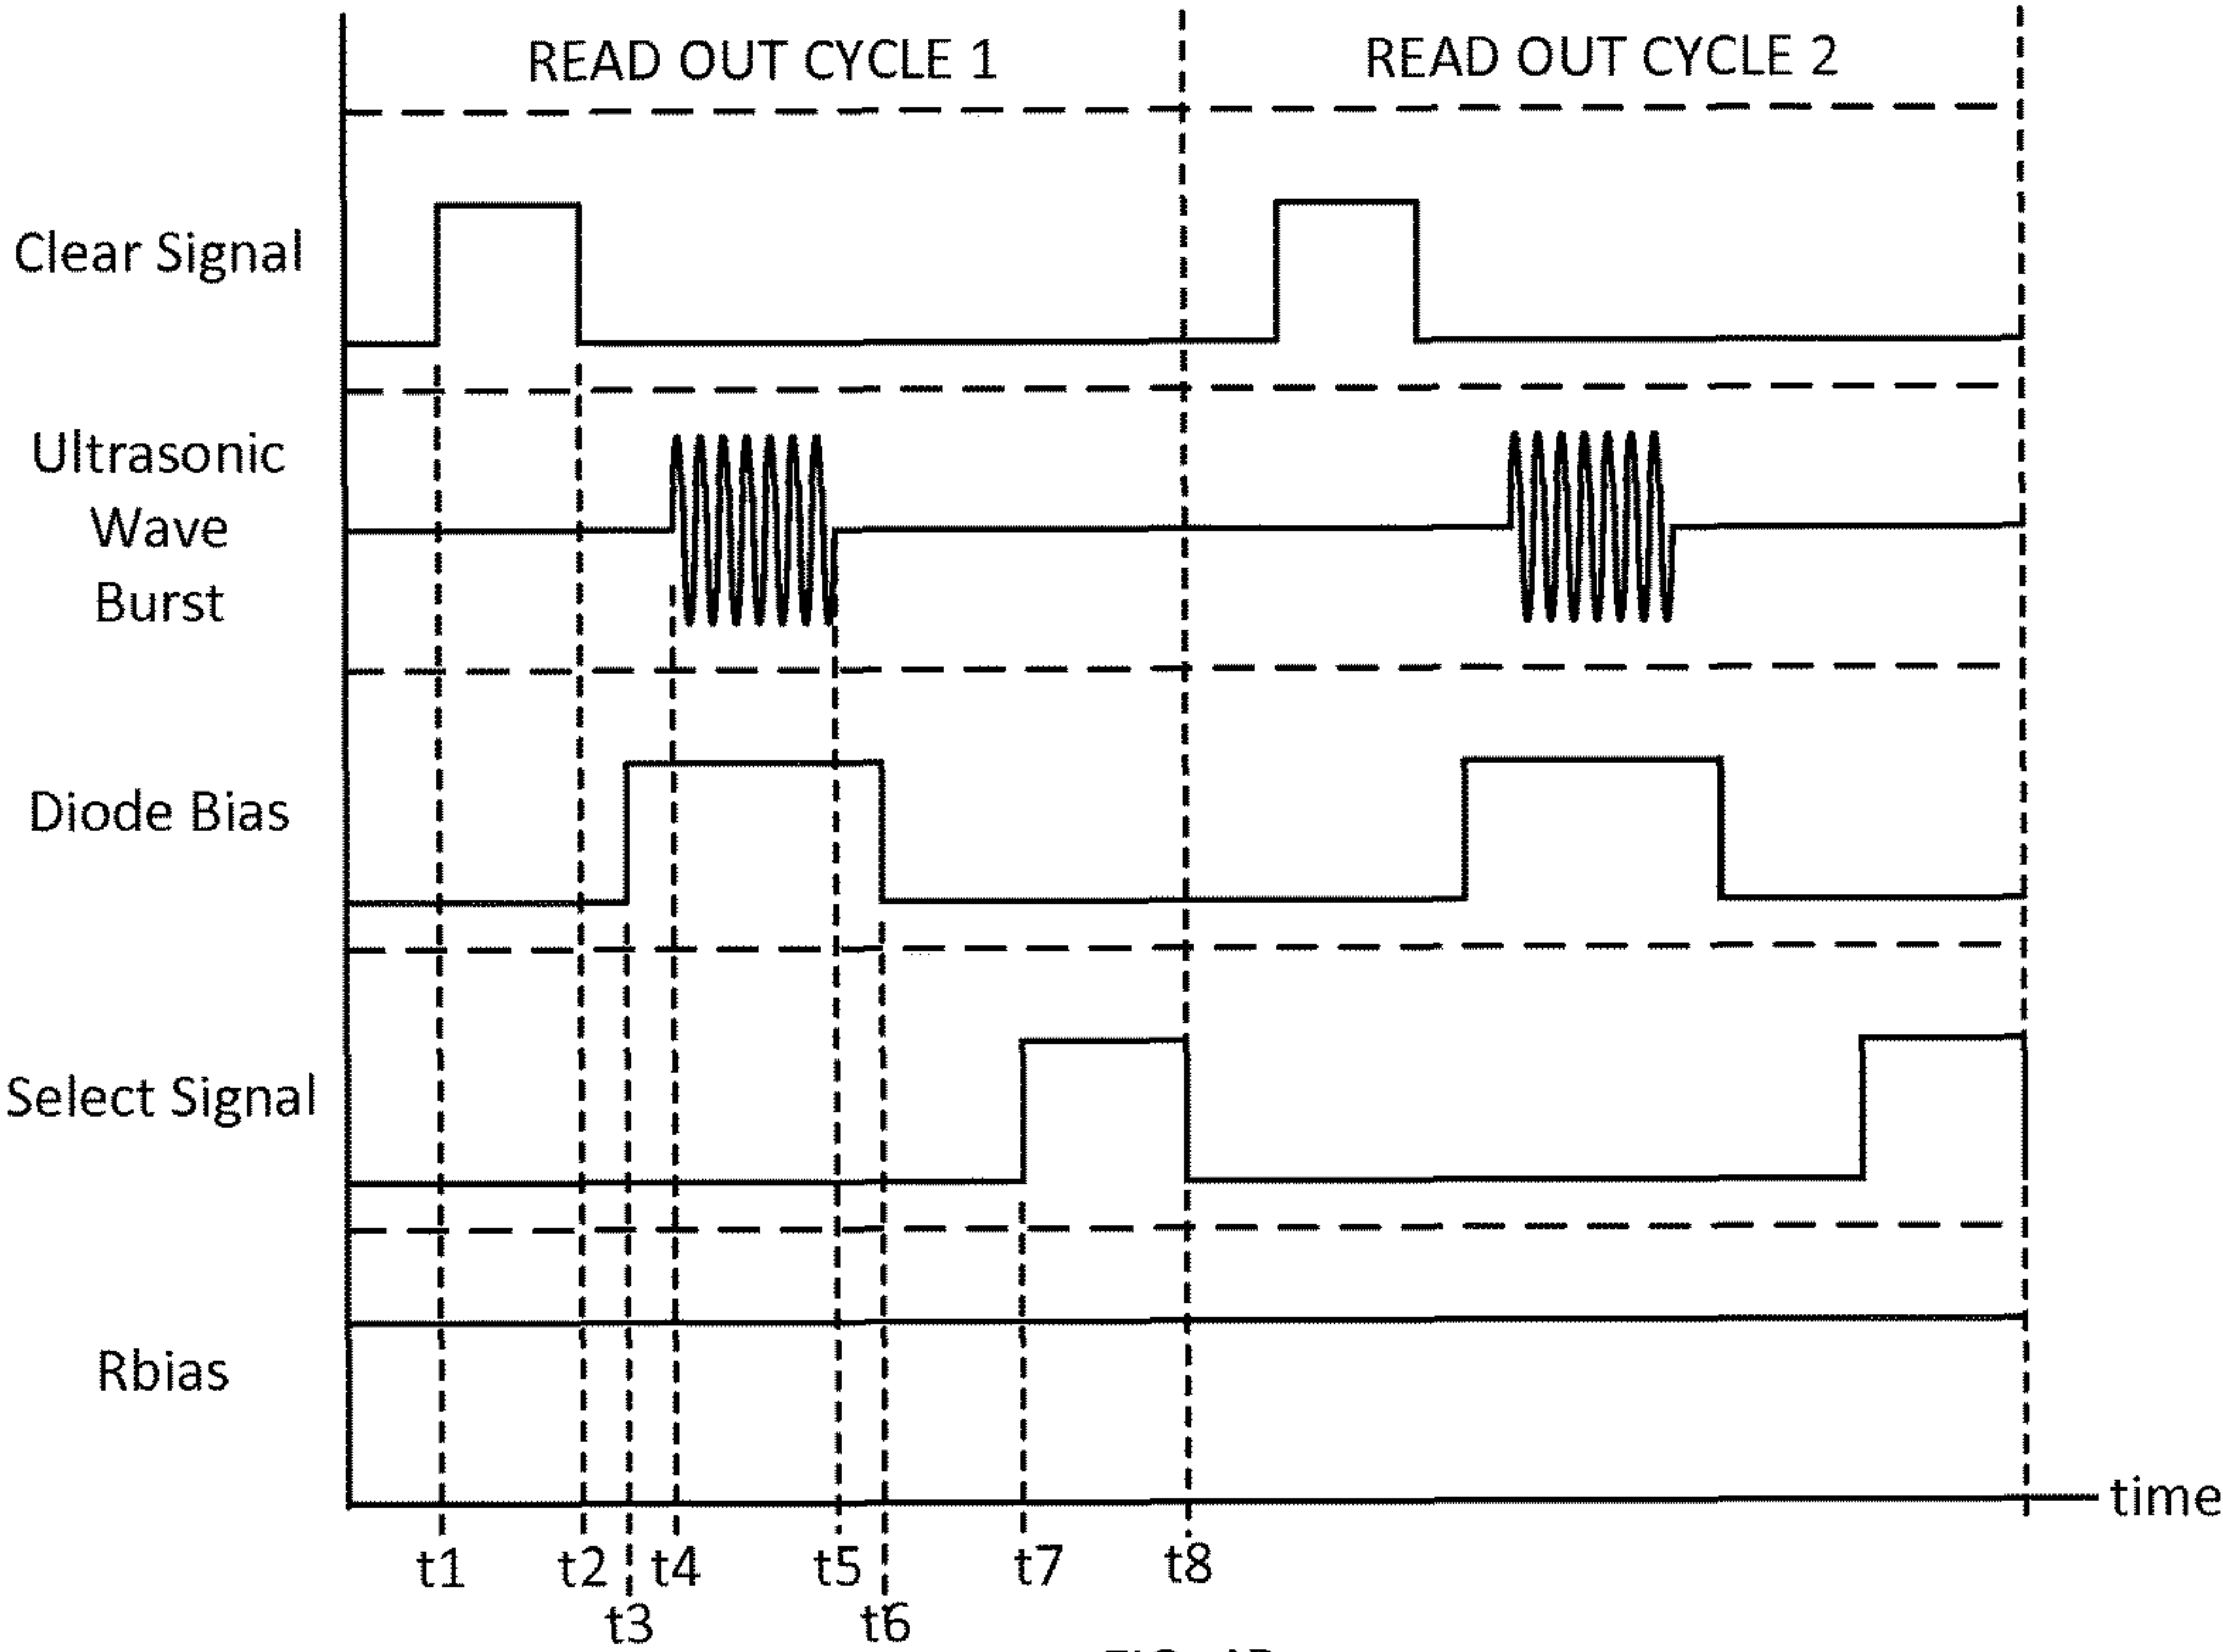 READ OUT CYCLE 1
READ OUT CYCLE 2
Clear Signal
Ultrasonic
Wave
Burst
Diode Bias
Select Signal
Rbias
time
t1
t2
t4
t5
t7
t8
t3
t6